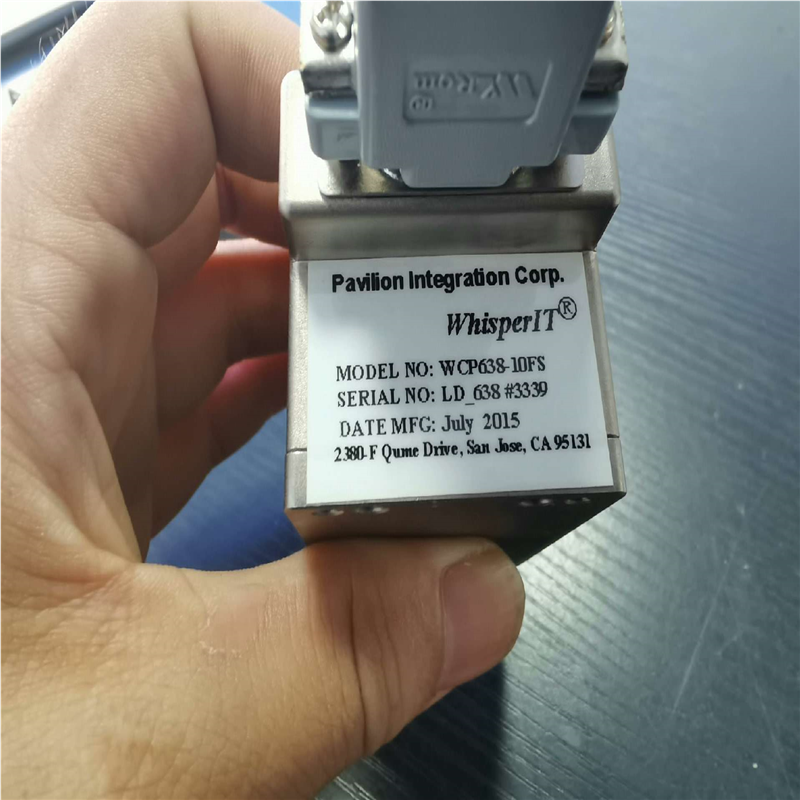 Pavilion Integration Corp.
WhisperIT®
MODEL NO: WCP638-10FS
SERIAL NO: LD_638 #3339
DATE MFG: July 2015
2380-F Qume Drive, San Jose, CA 95131